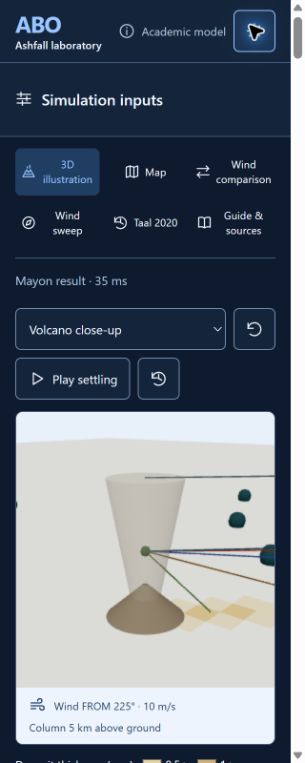 ABO
Ashfall laboratory
Academic model
Simulation inputs
3D
illustration
Map
Wind
comparison
Wind
sweep
Taal 2020
Guide &
sources
Mayon result · 35 ms
Volcano close-up
Play settling
Wind FROM 225° · 10 m/s
Column 5 km above ground